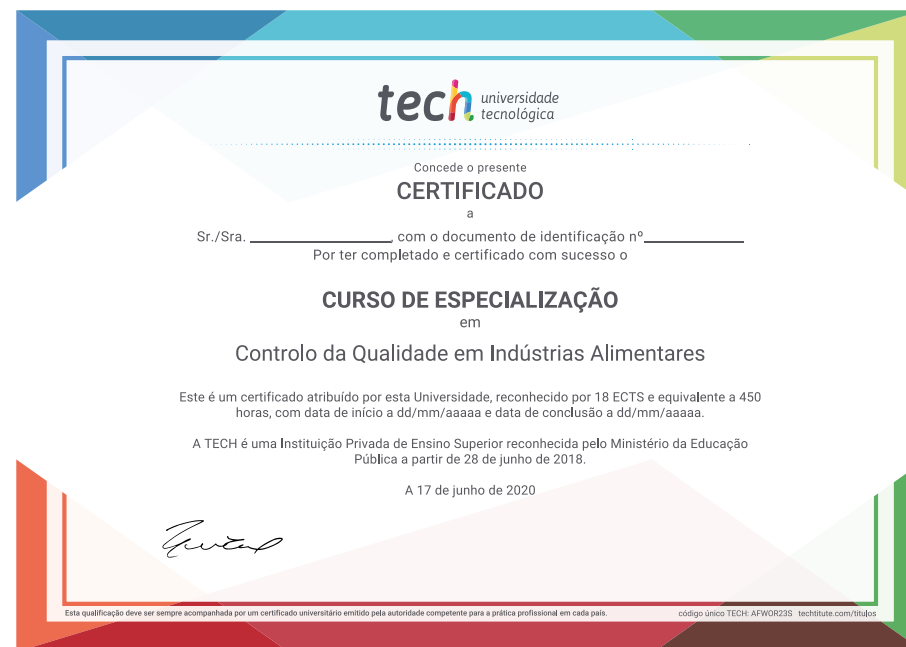 tech universidade
tecnológica
Concede o presente
CERTIFICADO
a
Sr./Sra. ____________________, com o documento de identificação nº______________
Por ter completado e certificado com sucesso o
CURSO DE ESPECIALIZAÇÃO
em
Controlo da Qualidade em Indústrias Alimentares
Este é um certificado atribuído por esta Universidade, reconhecido por 18 ECTS e equivalente a 450
horas, com data de início a dd/mm/aaaaa e data de conclusão a dd/mm/aaaaa.
A TECH é uma Instituição Privada de Ensino Superior reconhecida pelo Ministério da Educação
Pública a partir de 28 de junho de 2018.
A 17 de junho de 2020
Esta qualificação deve ser sempre acompanhada por um certificado universitário emitido pela autoridade competente para a prática profissional em cada país. código único TECH: AFWOR23S techtitute.com/titulos